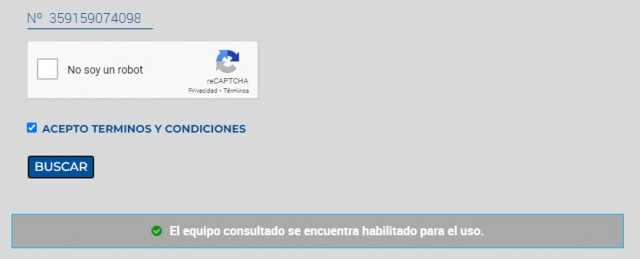 Nº 359159074098
No soy un robot
reCAPTCHA
Privacidad • Términos
ACEPTO TERMINOS Y CONDICIONES
BUSCAR
El equipo consultado se encuentra habilitado para el uso.